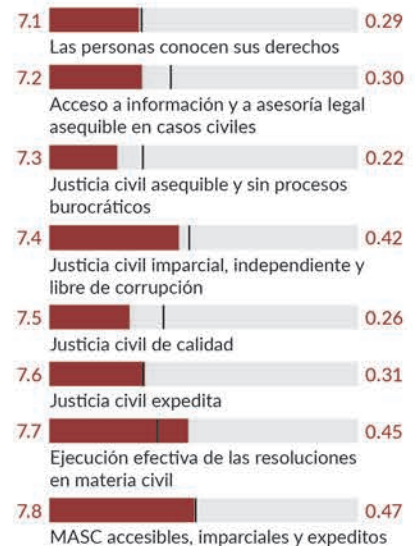 7.1 0.29
Las personas conocen sus derechos
7.2 0.30
Acceso a información y a asesoría legal
asequible en casos civiles
7.3 0.22
Justicia civil asequible y sin procesos
burocráticos
7.4 0.42
Justicia civil imparcial, independiente y
libre de corrupción
7.5 0.26
Justicia civil de calidad
7.6 0.31
Justicia civil expedita
7.7 0.45
Ejecución efectiva de las resoluciones
en materia civil
7.8 0.47
MASC accesibles, imparciales y expeditos